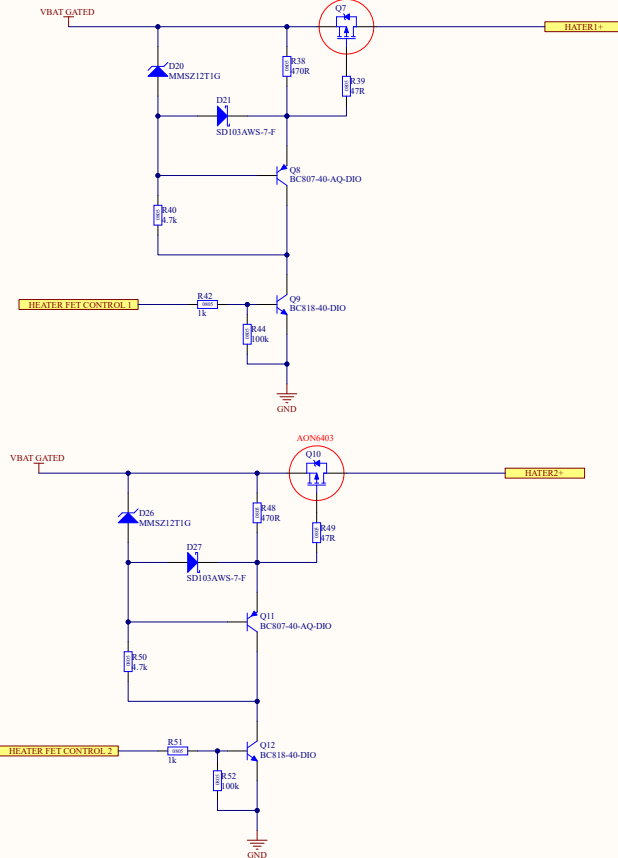 Q7
VBAT GATED
HATER1+
D20
MMSZ12T1G
R38
470R
R39
47R
D21
SD103AWS-7-F
Q8
BC807-40-AQ-DIO
R40
4.7k
R42
HEATER FET CONTROL 1
0805
1k
Q9
BC818-40-DIO
R44
100k
GND
AON6403
Q10
VBAT GATED
HATER2+
D26
MMSZ12T1G
R48
470R
R49
47R
D27
SD103AWS-7-F
Q11
BC807-40-AQ-DIO
R50
4.7k
R51
HEATER FET CONTROL 2
0805
1k
Q12
BC818-40-DIO
R52
100k
GND